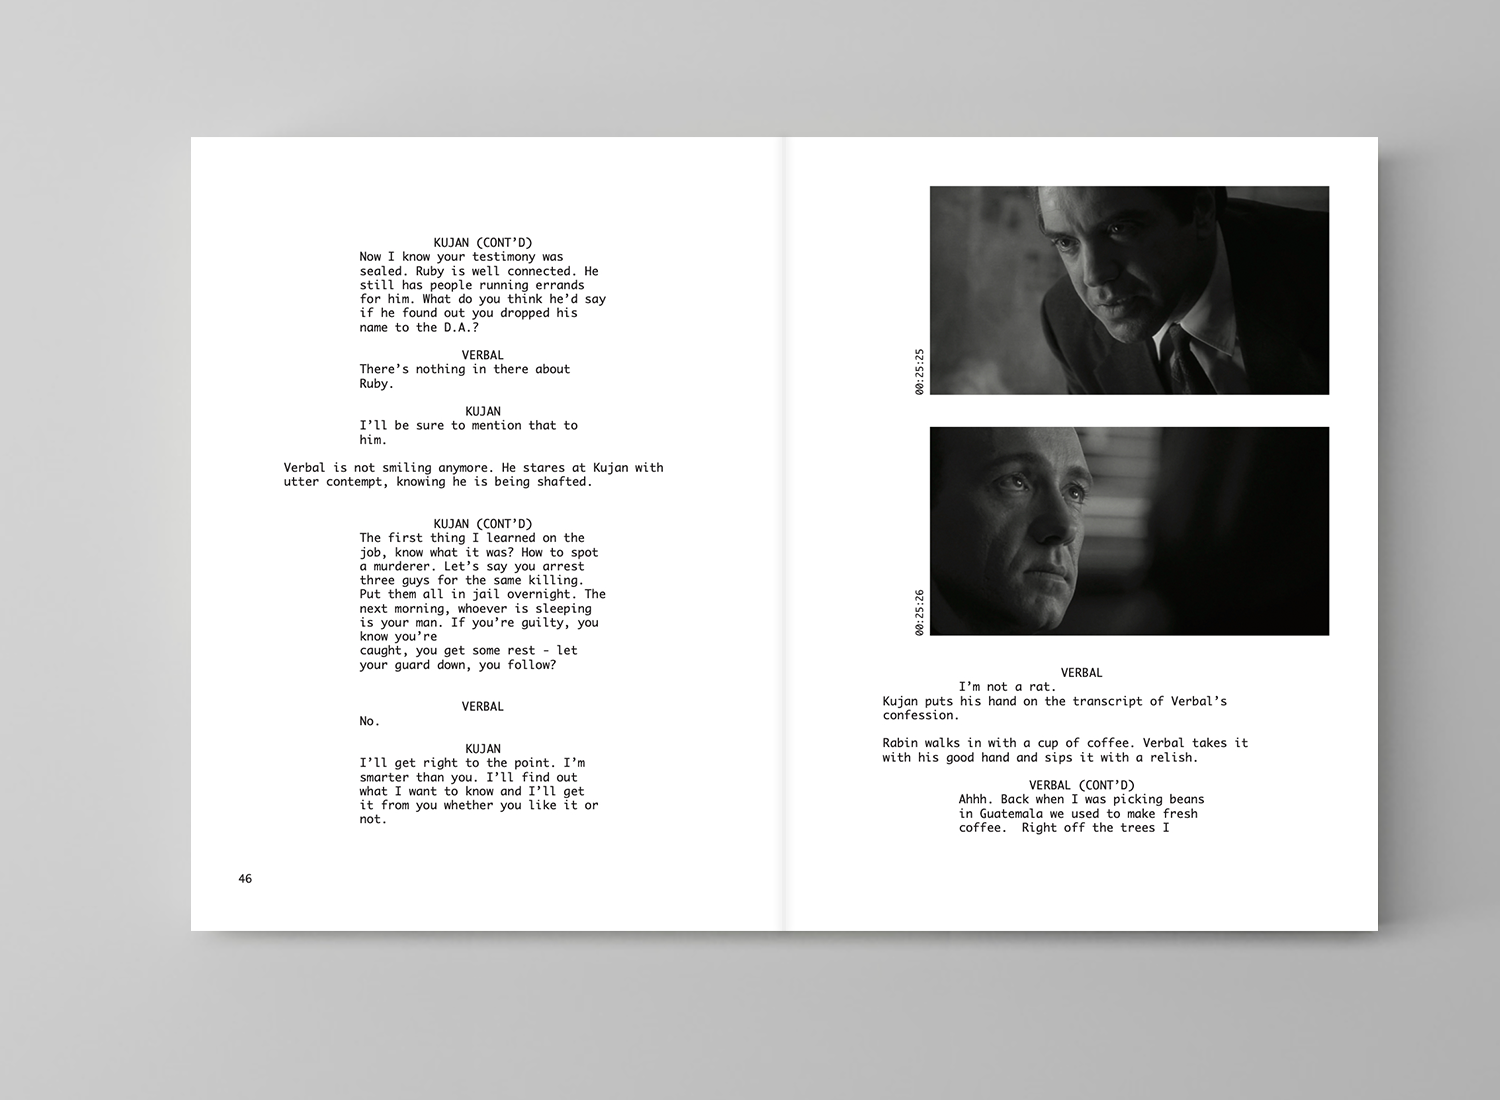 KUJAN (CONT'D)
Now I know your testimony was
sealed. Ruby is well connected. He
still has people running errands
for him. What do you think he'd say
if he found out you dropped his
name to the D.A.?
VERBAL
There's nothing in there about
Ruby.
KUJAN
I'll be sure to mention that to
him.
Verbal is not smiling anymore. He stares at Kujan with
utter contempt, knowing he is being shafted.
KUJAN (CONT'D)
The first thing I learned on the
job, know what it was? How to spot
a murderer. Let's say you arrest
three guys for the same killing.
Put them all in jail overnight. The
next morning, whoever is sleeping
is your man. If you're guilty, you
know you're
caught, you get some rest - let
your guard down, you follow?
VERBAL
No.
KUJAN
I'll get right to the point. I'm
smarter than you. I'll find out
what I want to know and I'll get
it from you whether you like it or
not.
46
00:25:25
00:25:26
VERBAL
I'm not a rat.
Kujan puts his hand on the transcript of Verbal's
confession.
Rabin walks in with a cup of coffee. Verbal takes it
with his good hand and sips it with a relish.
VERBAL (CONT'D)
Ahhh. Back when I was picking beans
in Guatemala we used to make fresh
coffee.  Right off the trees I